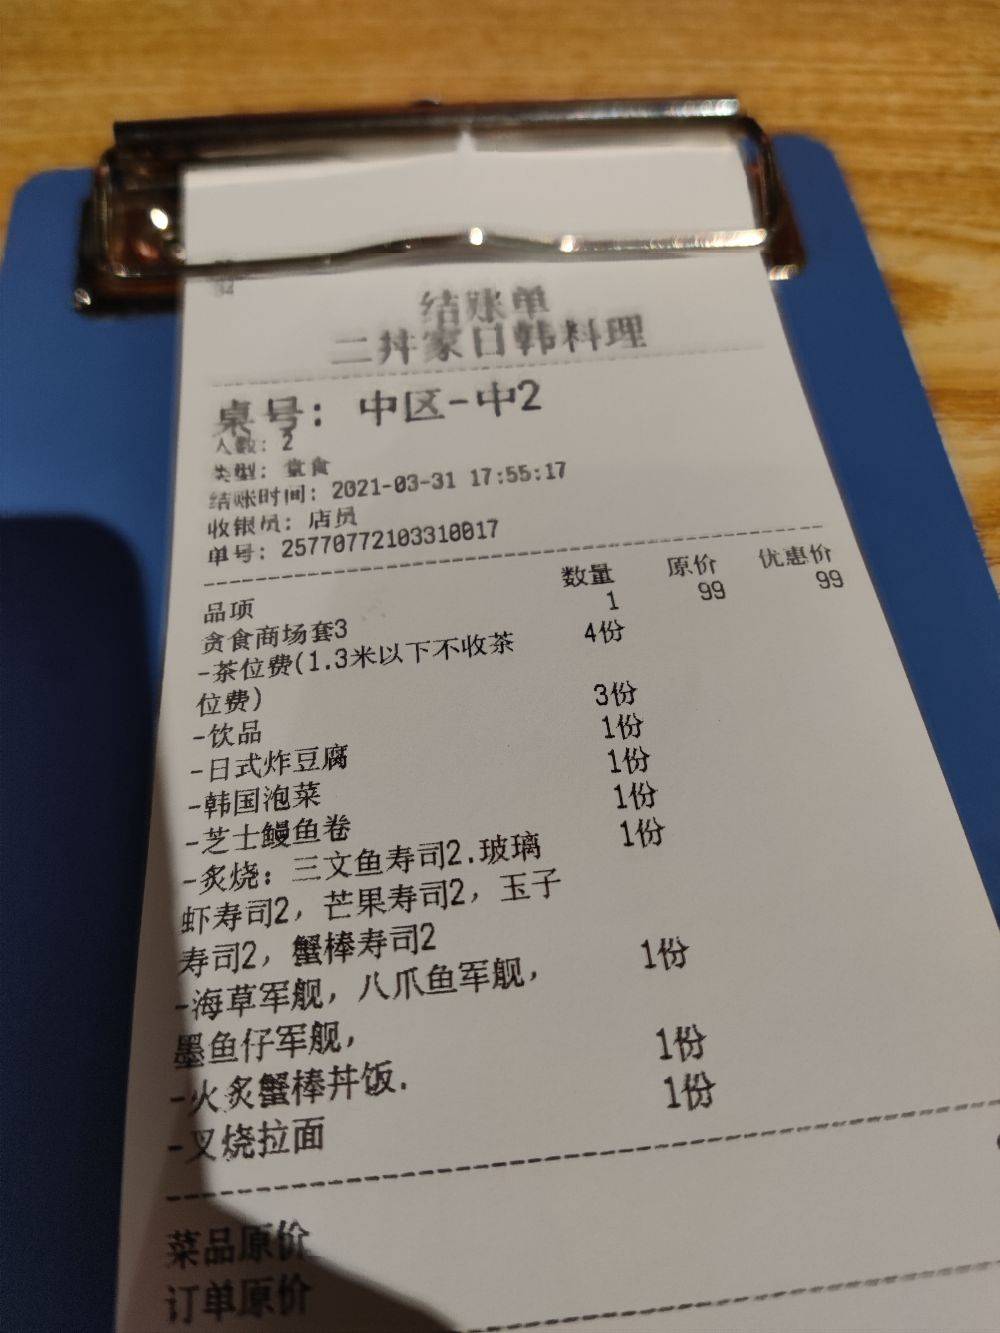 结账单
二井家日韩料理
桌号：中区-中2
人数：2
类型：堂食
结账时间：2021-03-31 17:55:17
收银员：店员
单号：25770772103310017
品项 数量 原价 优惠价
贪食商场套3 1 99 99
-茶位费(1.3米以下不收茶 4份
位费)
-饮品 3份
-日式炸豆腐 1份
-韩国泡菜 1份
-芝士鳗鱼卷 1份
-炙烧：三文鱼寿司2.玻璃 1份
虾寿司2，芒果寿司2，玉子
寿司2，蟹棒寿司2
-海草军舰，八爪鱼军舰， 1份
墨鱼仔军舰，
-火炙蟹棒丼饭. 1份
-叉烧拉面 1份
菜品原价
订单原价